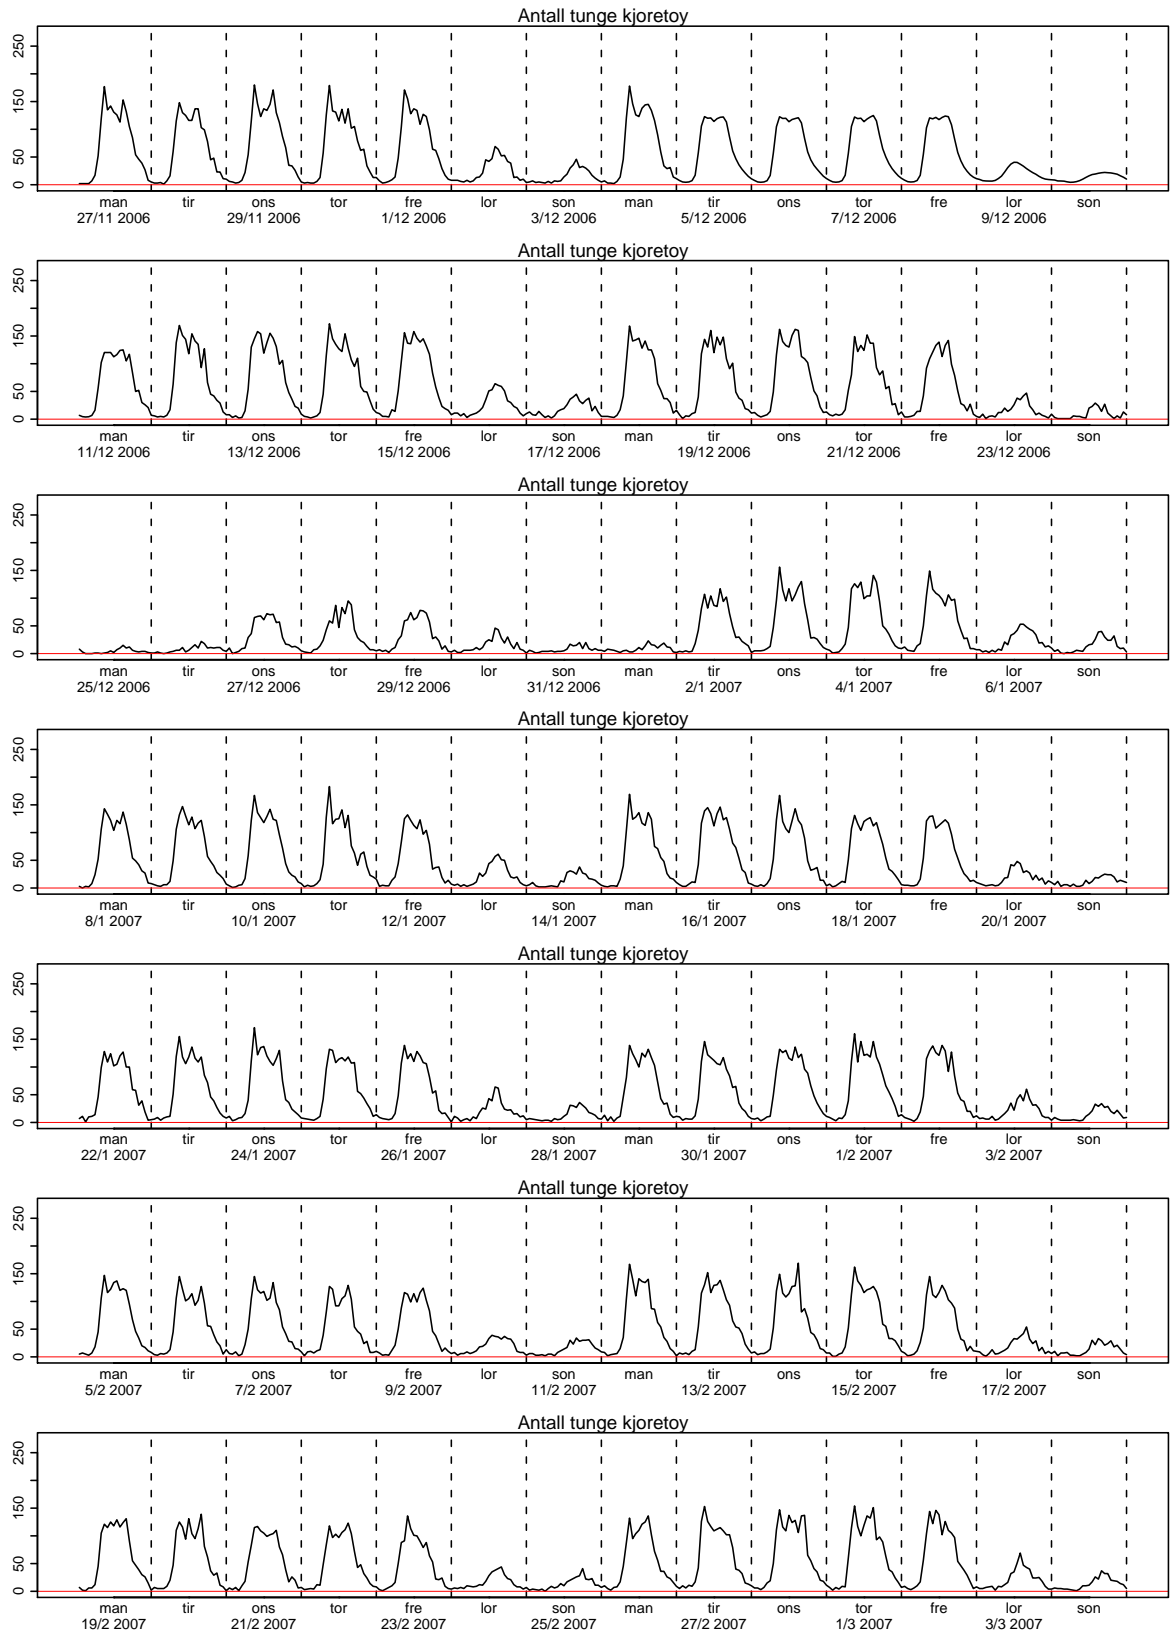 Antall tunge kjoretoy
250
150
50
0
man tir ons tor fre lor son man tir ons tor fre lor son
27/11 2006 29/11 2006 1/12 2006 3/12 2006 5/12 2006 7/12 2006 9/12 2006
Antall tunge kjoretoy
250
150
50
0
man tir ons tor fre lor son man tir ons tor fre lor son
11/12 2006 13/12 2006 15/12 2006 17/12 2006 19/12 2006 21/12 2006 23/12 2006
Antall tunge kjoretoy
250
150
50
0
man tir ons tor fre lor son man tir ons tor fre lor son
25/12 2006 27/12 2006 29/12 2006 31/12 2006 2/1 2007 4/1 2007 6/1 2007
Antall tunge kjoretoy
250
150
50
0
man tir ons tor fre lor son man tir ons tor fre lor son
8/1 2007 10/1 2007 12/1 2007 14/1 2007 16/1 2007 18/1 2007 20/1 2007
Antall tunge kjoretoy
250
150
50
0
man tir ons tor fre lor son man tir ons tor fre lor son
22/1 2007 24/1 2007 26/1 2007 28/1 2007 30/1 2007 1/2 2007 3/2 2007
Antall tunge kjoretoy
250
150
50
0
man tir ons tor fre lor son man tir ons tor fre lor son
5/2 2007 7/2 2007 9/2 2007 11/2 2007 13/2 2007 15/2 2007 17/2 2007
Antall tunge kjoretoy
250
150
50
0
man tir ons tor fre lor son man tir ons tor fre lor son
19/2 2007 21/2 2007 23/2 2007 25/2 2007 27/2 2007 1/3 2007 3/3 2007